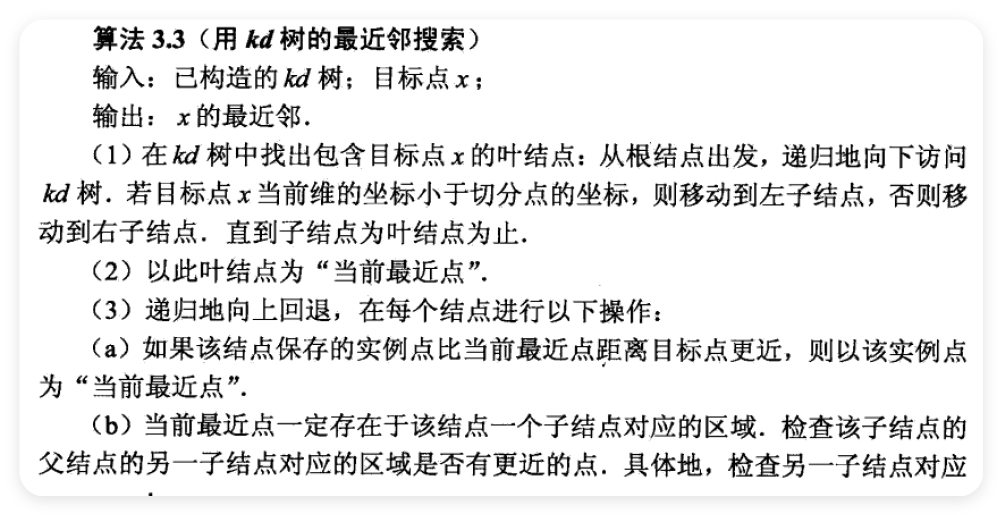 算法 3.3（用 kd 树的最近邻搜索）
输入：已构造的 kd 树；目标点 x；
输出： x 的最近邻．
（1）在 kd 树中找出包含目标点 x 的叶结点：从根结点出发，递归地向下访问
kd 树．若目标点 x 当前维的坐标小于切分点的坐标，则移动到左子结点，否则移
动到右子结点．直到子结点为叶结点为止．
（2）以此叶结点为“当前最近点”．
（3）递归地向上回退，在每个结点进行以下操作：
（a）如果该结点保存的实例点比当前最近点距离目标点更近，则以该实例点
为“当前最近点”．
（b）当前最近点一定存在于该结点一个子结点对应的区域．检查该子结点的
父结点的另一子结点对应的区域是否有更近的点．具体地，检查另一子结点对应